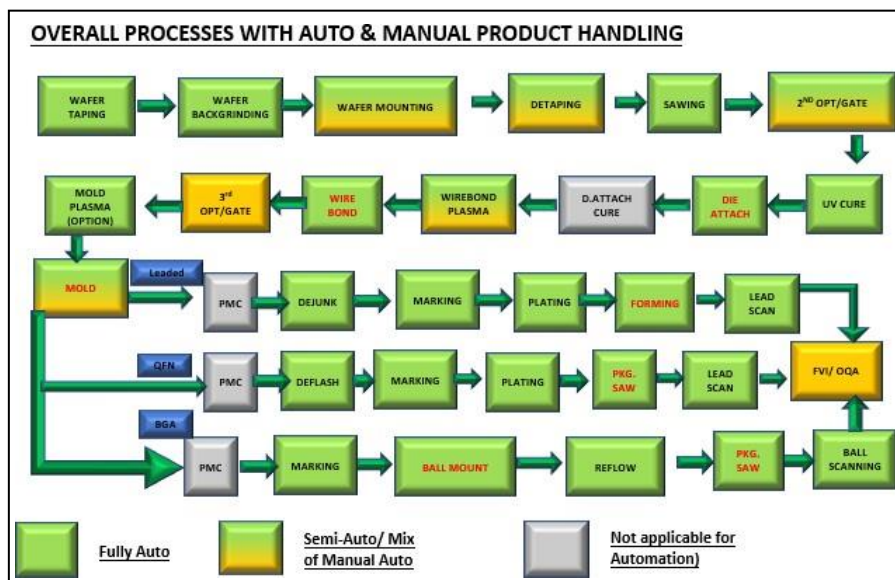 OVERALL PROCESSES WITH AUTO & MANUAL PRODUCT HANDLING
WAFER
TAPING
WAFER
BACKGRINDING
WAFER MOUNTING
DETAPING
SAWING
2ND OPT/GATE
MOLD
PLASMA
(OPTION)
3rd
OPT/GATE
WIRE
BOND
WIREBOND
PLASMA
D.ATTACH
CURE
DIE
ATTACH
UV CURE
MOLD
Leaded
PMC
DEJUNK
MARKING
PLATING
FORMING
LEAD
SCAN
QFN
PMC
DEFLASH
MARKING
PLATING
PKG.
SAW
LEAD
SCAN
FVI/ OQA
BGA
PMC
MARKING
BALL MOUNT
REFLOW
PKG.
SAW
BALL
SCANNING
Fully Auto
Semi-Auto/ Mix
of Manual Auto
Not applicable for
Automation)